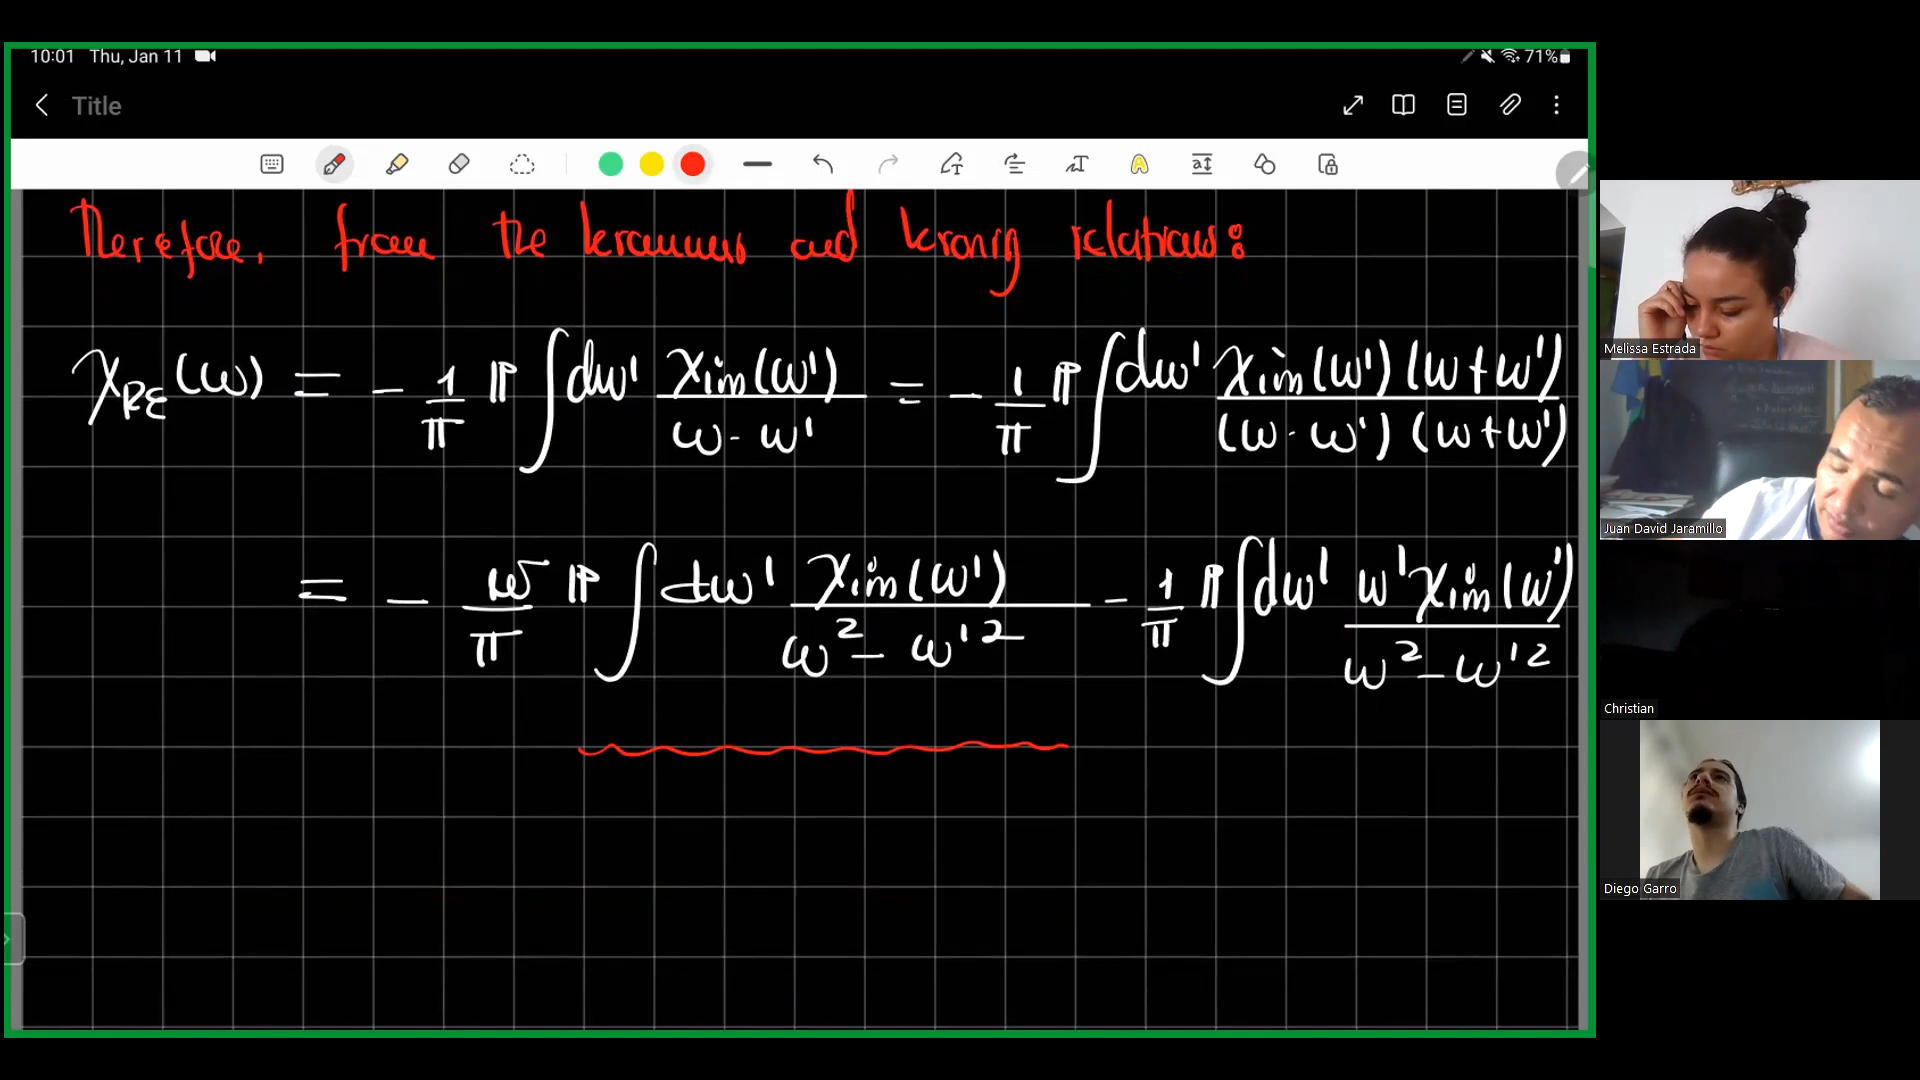 10:01 Thu, Jan 11 71%
Title
Therefore, from the kramers and kronig relations:
χRE(ω) = - 1/π ℙ∫dω' χim(ω')/(ω - ω') = - 1/π ℙ∫dω' χim(ω')(ω+ω')/((ω-ω')(ω+ω'))
= - ω/π ℙ∫dω' χim(ω')/(ω² - ω'²) - 1/π ℙ∫dω' ω'χim(ω')/(ω² - ω'²)
Melissa Estrada
Juan David Jaramillo
Christian
Diego Garro